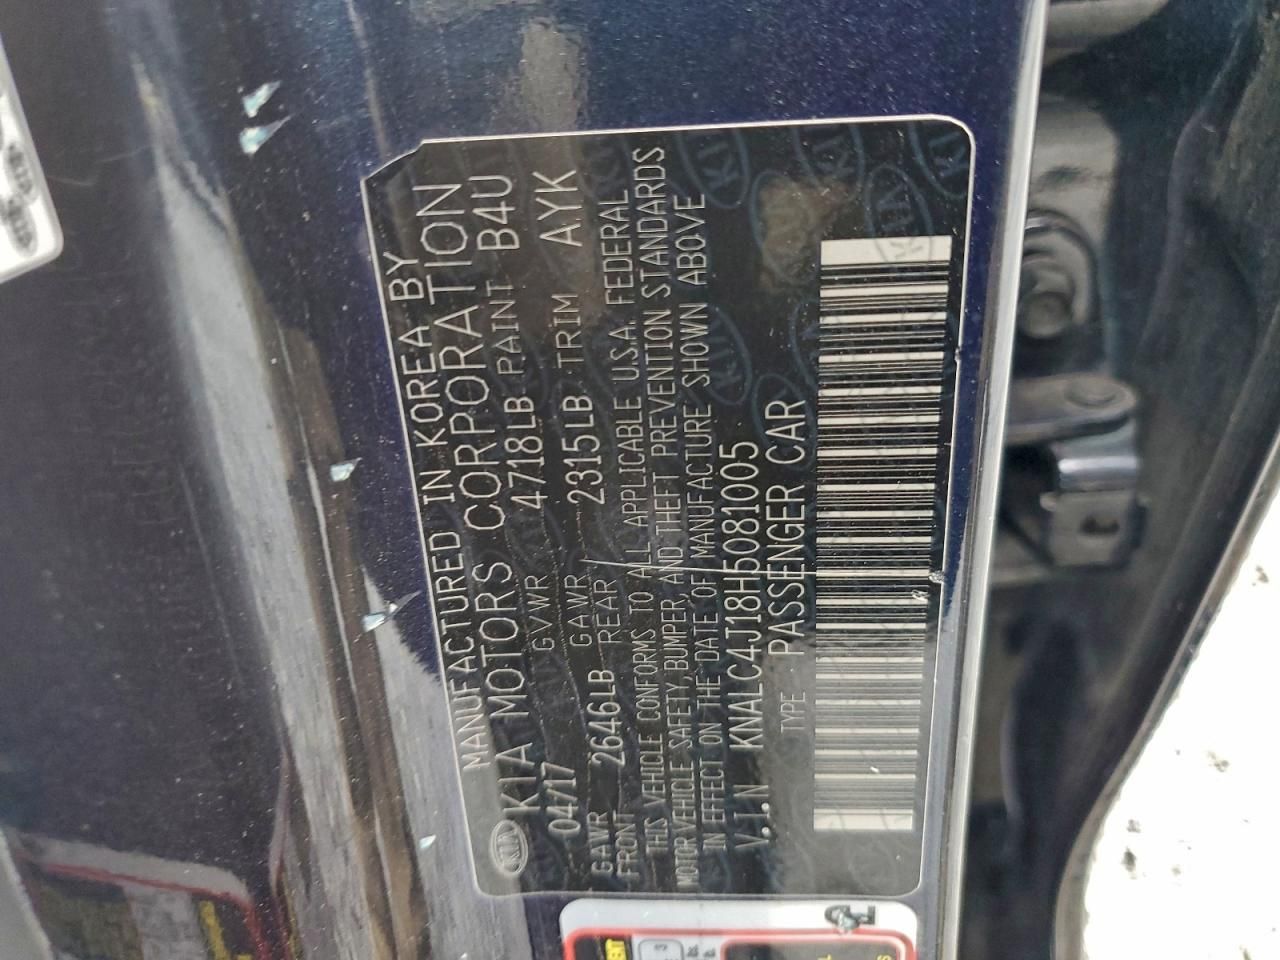 MANUFACTURED IN KOREA BY
KIA MOTORS CORPORATION
04/17 GVWR 4718LB PAINT B4U
GAWR FRONT 2646LB GAWR REAR 2315LB TRIM AYK
THIS VEHICLE CONFORMS TO ALL APPLICABLE U.S.A. FEDERAL
MOTOR VEHICLE SAFETY, BUMPER, AND THEFT PREVENTION STANDARDS
IN EFFECT ON THE DATE OF MANUFACTURE SHOWN ABOVE
V.I.N KNALC4J18H5081005
TYPE PASSENGER CAR
KIA